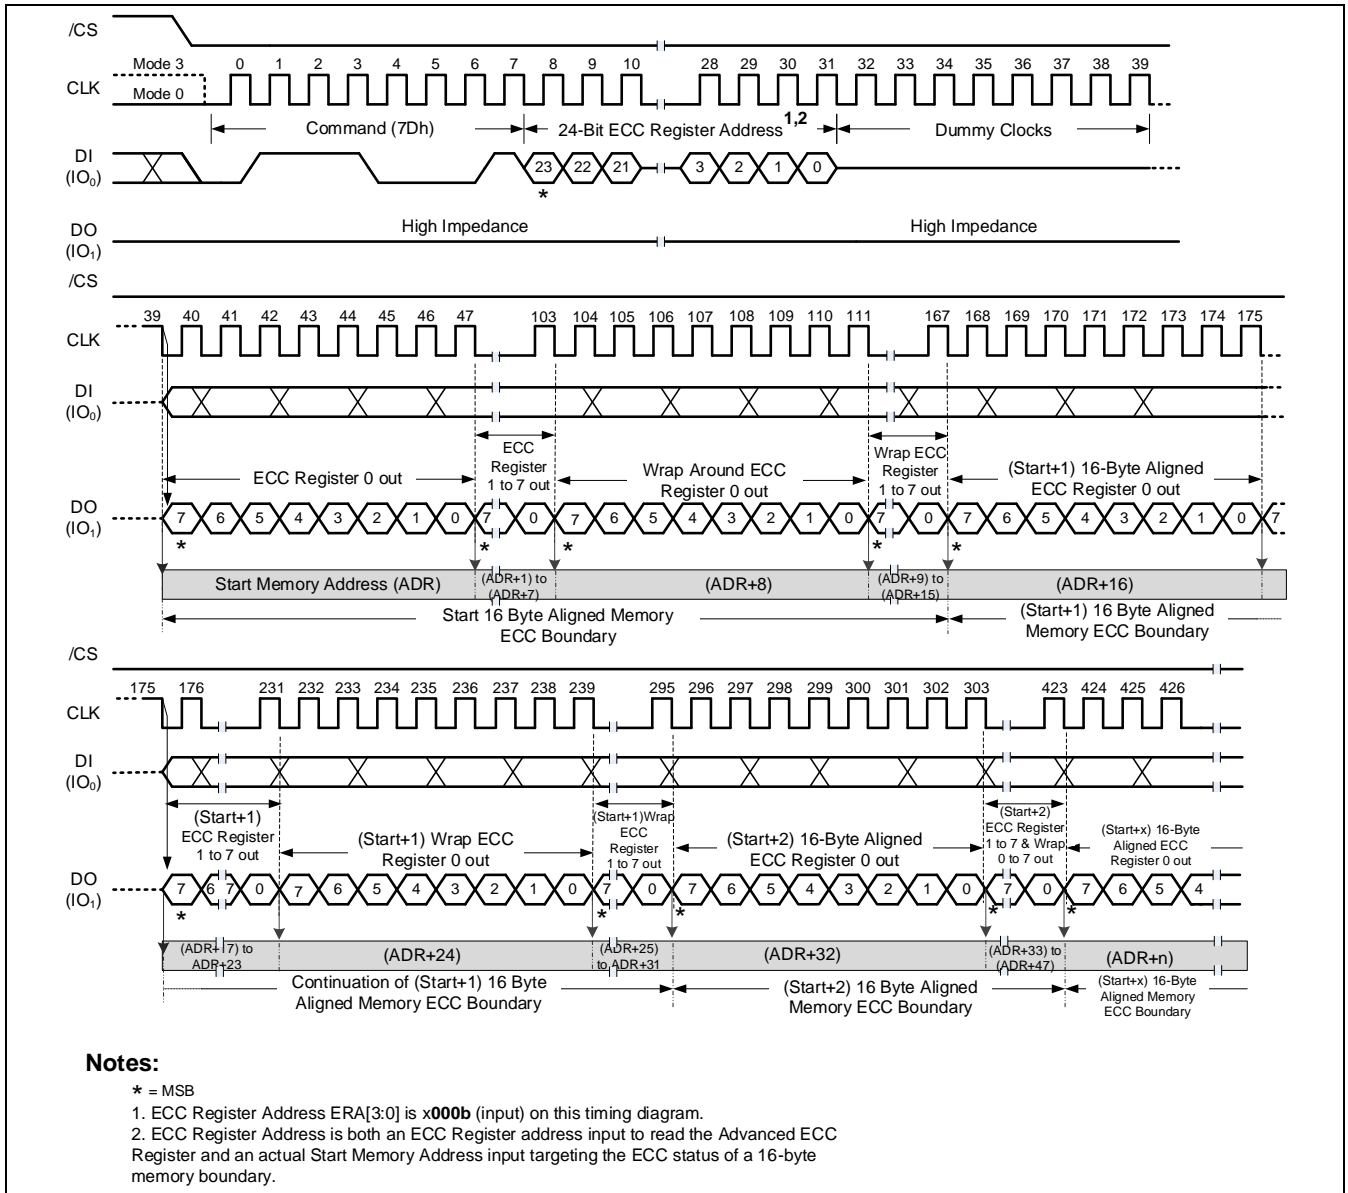 /CS
Mode 3 0 1 2 3 4 5 6 7 8 9 10 28 29 30 31 32 33 34 35 36 37 38 39
CLK
Mode 0
Command (7Dh) 24-Bit ECC Register Address 1,2 Dummy Clocks
DI
(IO0)
23 22 21 3 2 1 0
*
High Impedance High Impedance
DO
(IO1)
/CS
39 40 41 42 43 44 45 46 47 103 104 105 106 107 108 109 110 111 167 168 169 170 171 172 173 174 175
CLK
DI
(IO0)
ECC Register 0 out
ECC
Register
1 to 7 out
Wrap Around ECC
Register 0 out
Wrap ECC
Register
1 to 7 out
(Start+1) 16-Byte Aligned
ECC Register 0 out
DO
(IO1)
7 6 5 4 3 2 1 0 7 0 7 6 5 4 3 2 1 0 7 0 7 6 5 4 3 2 1 0 7
* * * * *
Start Memory Address (ADR)
(ADR+1) to
(ADR+7)
(ADR+8)
(ADR+9) to
(ADR+15)
(ADR+16)
Start 16 Byte Aligned Memory
ECC Boundary
(Start+1) 16 Byte Aligned
Memory ECC Boundary
/CS
175 176 231 232 233 234 235 236 237 238 239 295 296 297 298 299 300 301 302 303 423 424 425 426
CLK
DI
(IO0)
(Start+1)
ECC Register
1 to 7 out
(Start+1) Wrap ECC
Register 0 out
(Start+1)Wrap
ECC
Register
1 to 7 out
(Start+2) 16-Byte Aligned
ECC Register 0 out
(Start+2)
ECC Register
1 to 7 & Wrap
0 to 7 out
(Start+x) 16-Byte
Aligned ECC
Register 0 out
DO
(IO1)
7 6 7 0 7 6 5 4 3 2 1 0 7 0 7 6 5 4 3 2 1 0 7 0 7 6 5 4
* * * * *
(ADR+17) to
ADR+23
(ADR+24)
(ADR+25)
to ADR+31
(ADR+32)
(ADR+33) to
(ADR+47)
(ADR+n)
Continuation of (Start+1) 16 Byte
Aligned Memory ECC Boundary
(Start+2) 16 Byte Aligned
Memory ECC Boundary
(Start+x) 16-Byte
Aligned Memory
ECC Boundary
Notes:
* = MSB
1. ECC Register Address ERA[3:0] is x000b (input) on this timing diagram.
2. ECC Register Address is both an ECC Register address input to read the Advanced ECC
Register and an actual Start Memory Address input targeting the ECC status of a 16-byte
memory boundary.